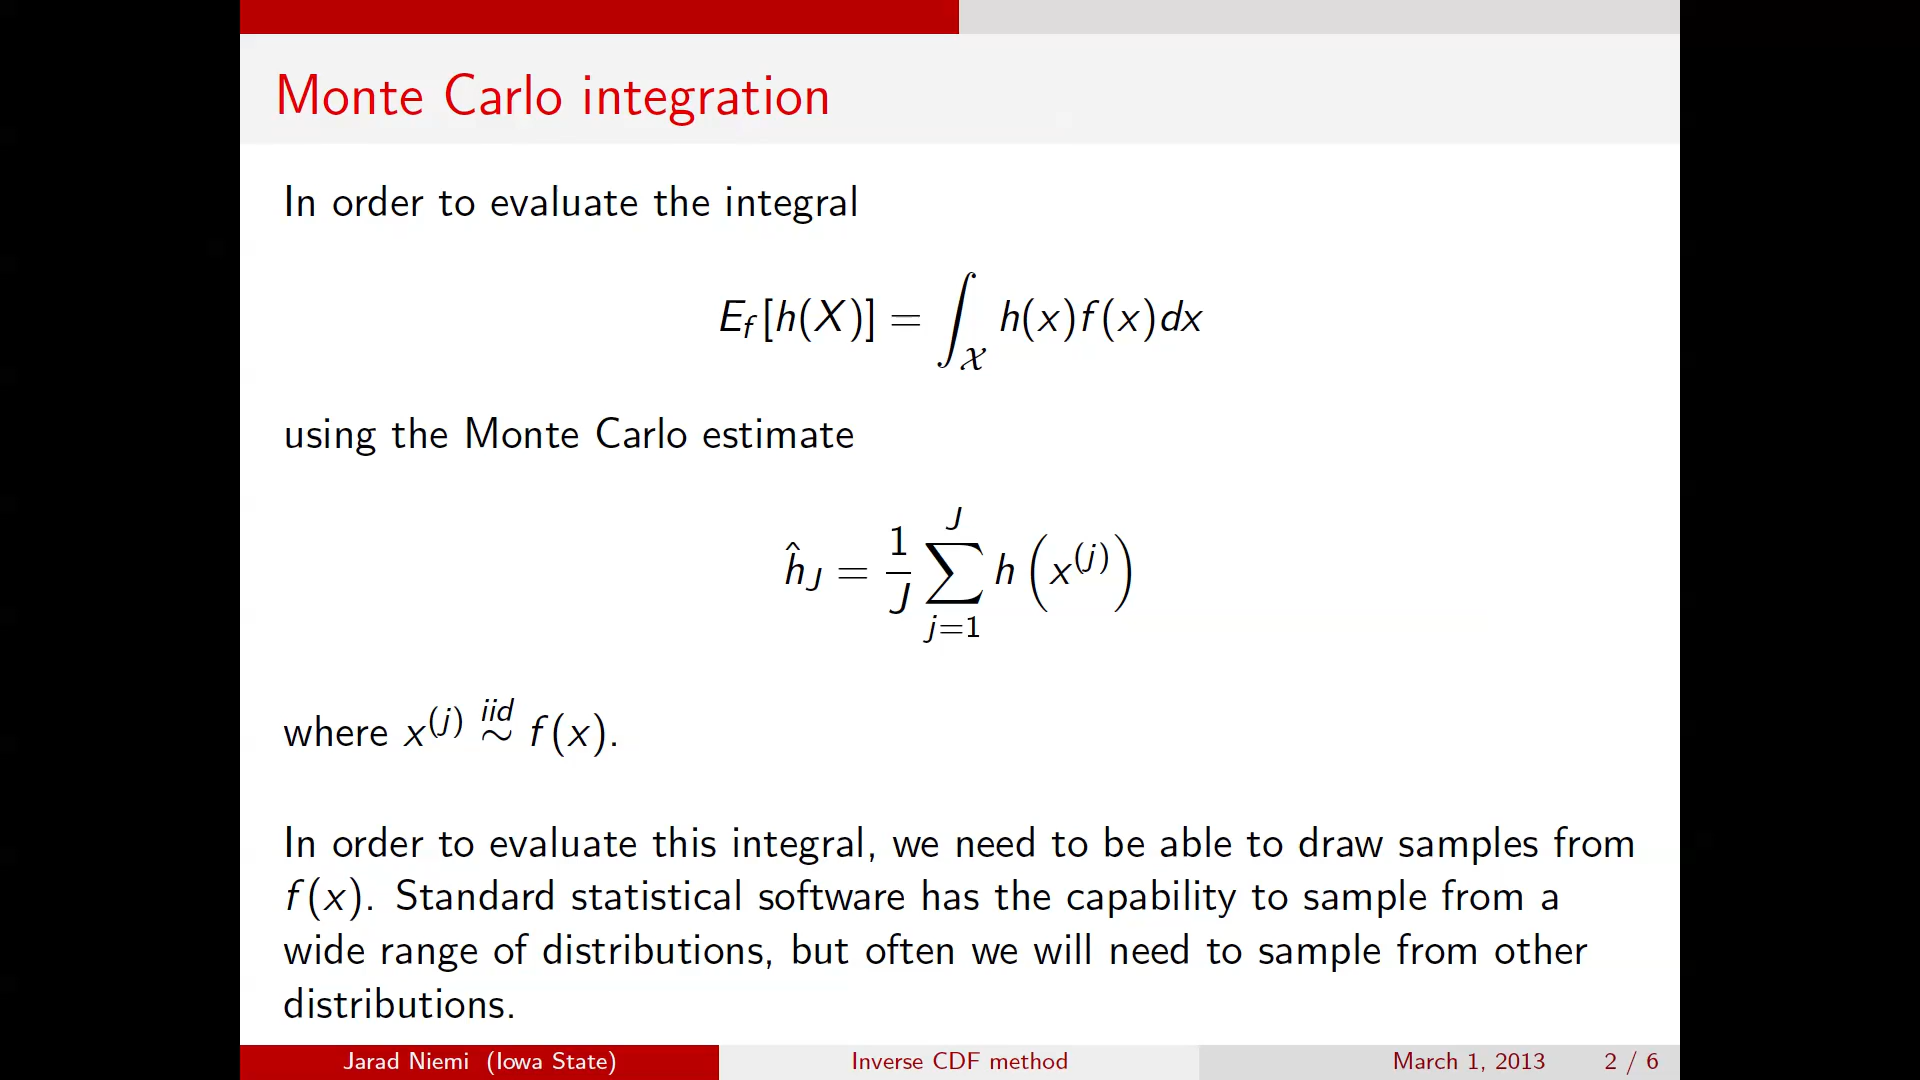 Monte Carlo integration
In order to evaluate the integral
E_f[h(X)] = ∫_𝒳 h(x)f(x)dx
using the Monte Carlo estimate
ĥ_J = 1/J ∑_{j=1}^{J} h(x^{(j)})
where x^{(j)} iid ∼ f(x).
In order to evaluate this integral, we need to be able to draw samples from
f(x). Standard statistical software has the capability to sample from a
wide range of distributions, but often we will need to sample from other
distributions.
Jarad Niemi (Iowa State) Inverse CDF method March 1, 2013 2 / 6